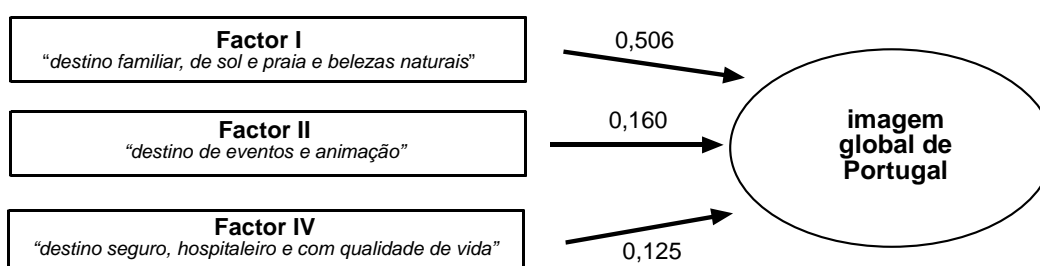 Factor I
“destino familiar, de sol e praia e belezas naturais”
0,506
Factor II
“destino de eventos e animação”
0,160
Factor IV
“destino seguro, hospitaleiro e com qualidade de vida”
0,125
imagem
global de
Portugal